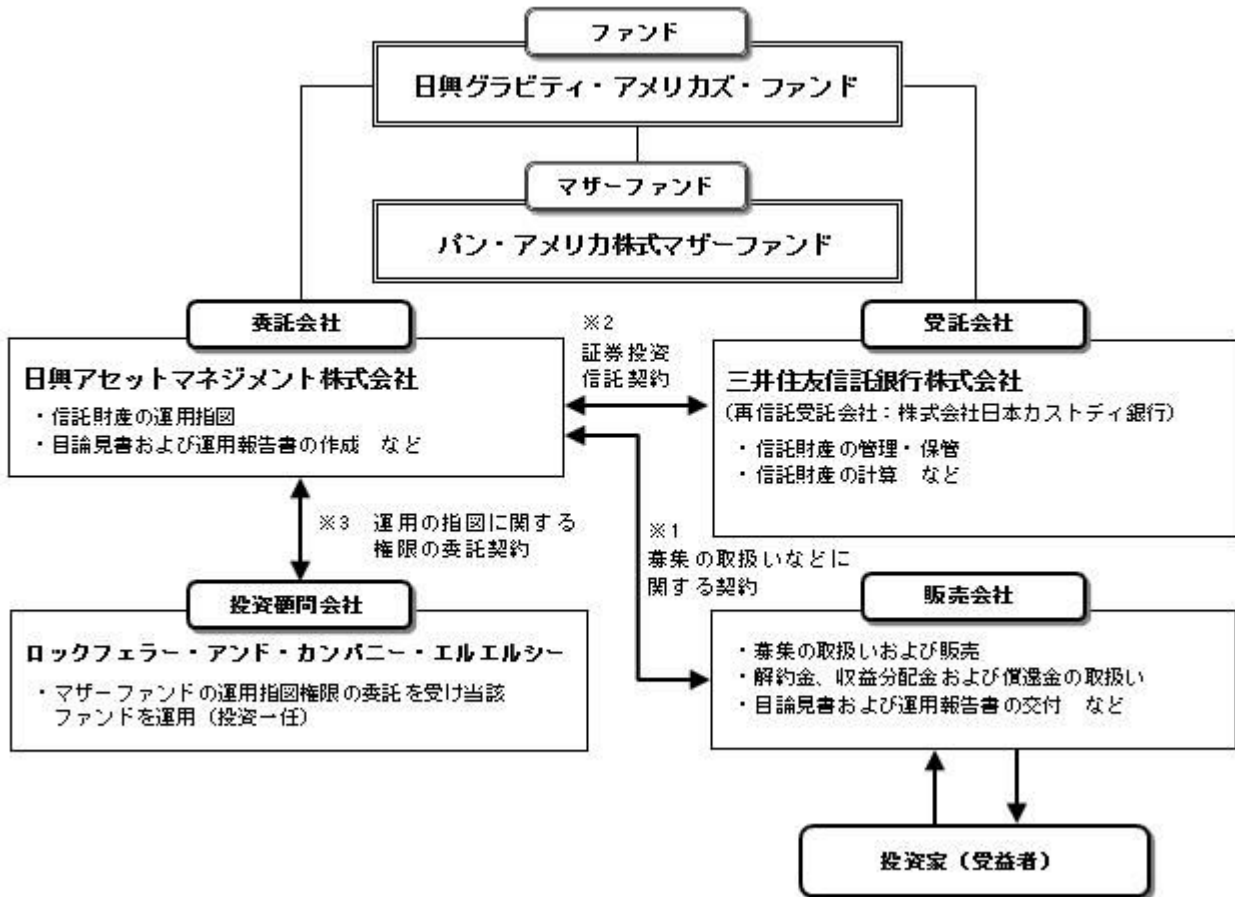 ファンド
日興グラビティ・アメリカズ・ファンド
マザーファンド
パン・アメリカ株式マザーファンド
委託会社
日興アセットマネジメント株式会社
・信託財産の運用指図
・目論見書および運用報告書の作成　など
※2
証券投資
信託契約
受託会社
三井住友信託銀行株式会社
(再信託受託会社：株式会社日本カストディ銀行)
・信託財産の管理・保管
・信託財産の計算　など
※3　運用の指図に関する
権限の委託契約
※1
募集の取扱いなどに
関する契約
投資顧問会社
ロックフェラー・アンド・カンパニー・エルエルシー
・マザーファンドの運用指図権限の委託を受け当該
ファンドを運用（投資一任）
販売会社
・募集の取扱いおよび販売
・解約金、収益分配金および償還金の取扱い
・目論見書および運用報告書の交付　など
投資家（受益者）